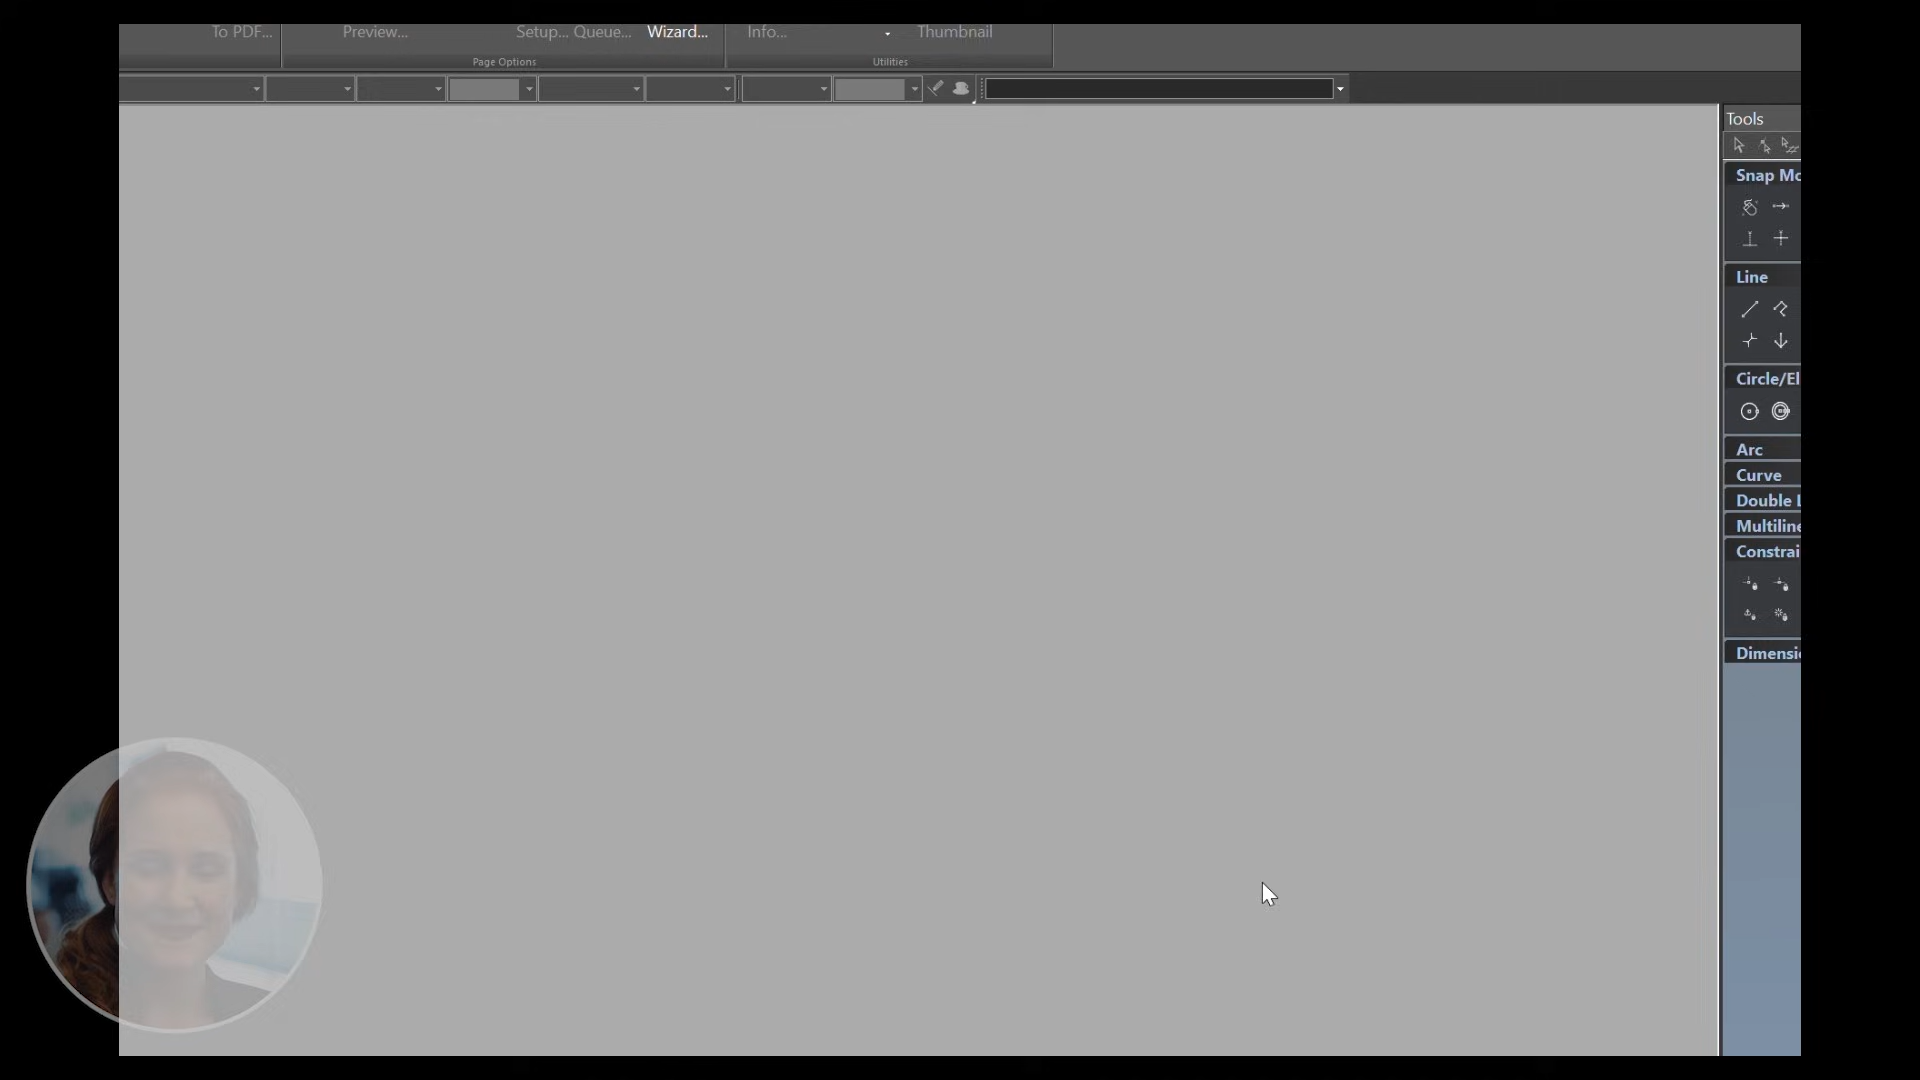 To PDF... Preview... Setup... Queue... Wizard... Info... Thumbnail
Page Options Utilities
Tools
Snap Mo
Line
Circle/El
Arc
Curve
Double L
Multiline
Constrai
Dimensi